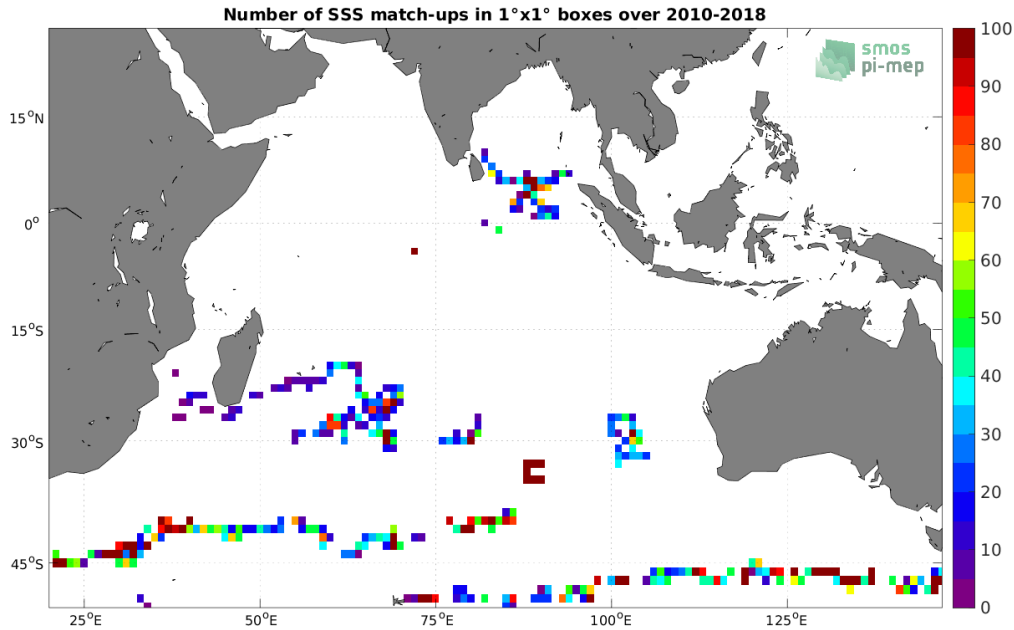 Number of SSS match-ups in 1°x1° boxes over 2010-2018
smos
pi-mep
15°N
0°
15°S
30°S
45°S
25°E
50°E
75°E
100°E
125°E
100
90
80
70
60
50
40
30
20
10
0